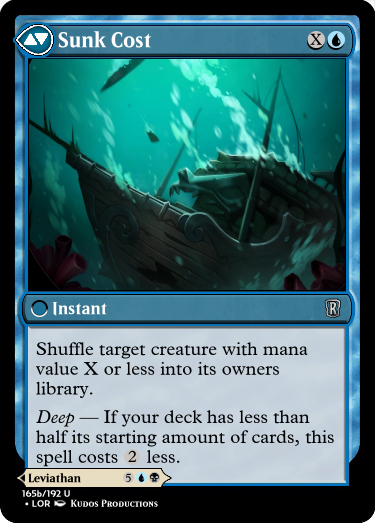 Sunk Cost X
Instant R
Shuffle target creature with mana
value X or less into its owners
library.
Deep — If your deck has less than
half its starting amount of cards, this
spell costs 2 less.
Leviathan 5
165b/192 U
• LOR Kudos Productions